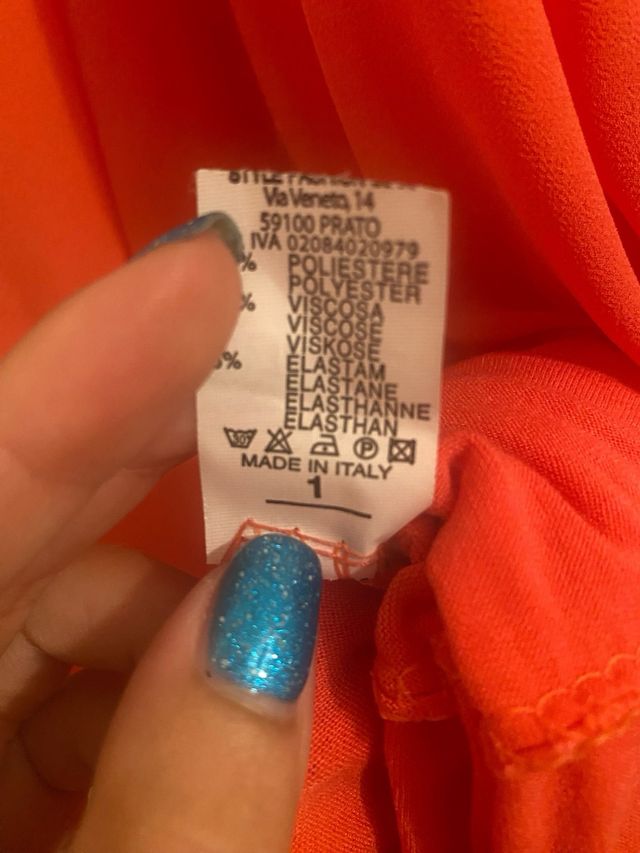 Via Veneto, 14
59100 PRATO
IVA 02084020979
% POLIESTERE
POLYESTER
% VISCOSA
VISCOSE
VISKOSE
% ELASTAM
ELASTANE
ELASTHANNE
ELASTHAN
30° P
MADE IN ITALY
1